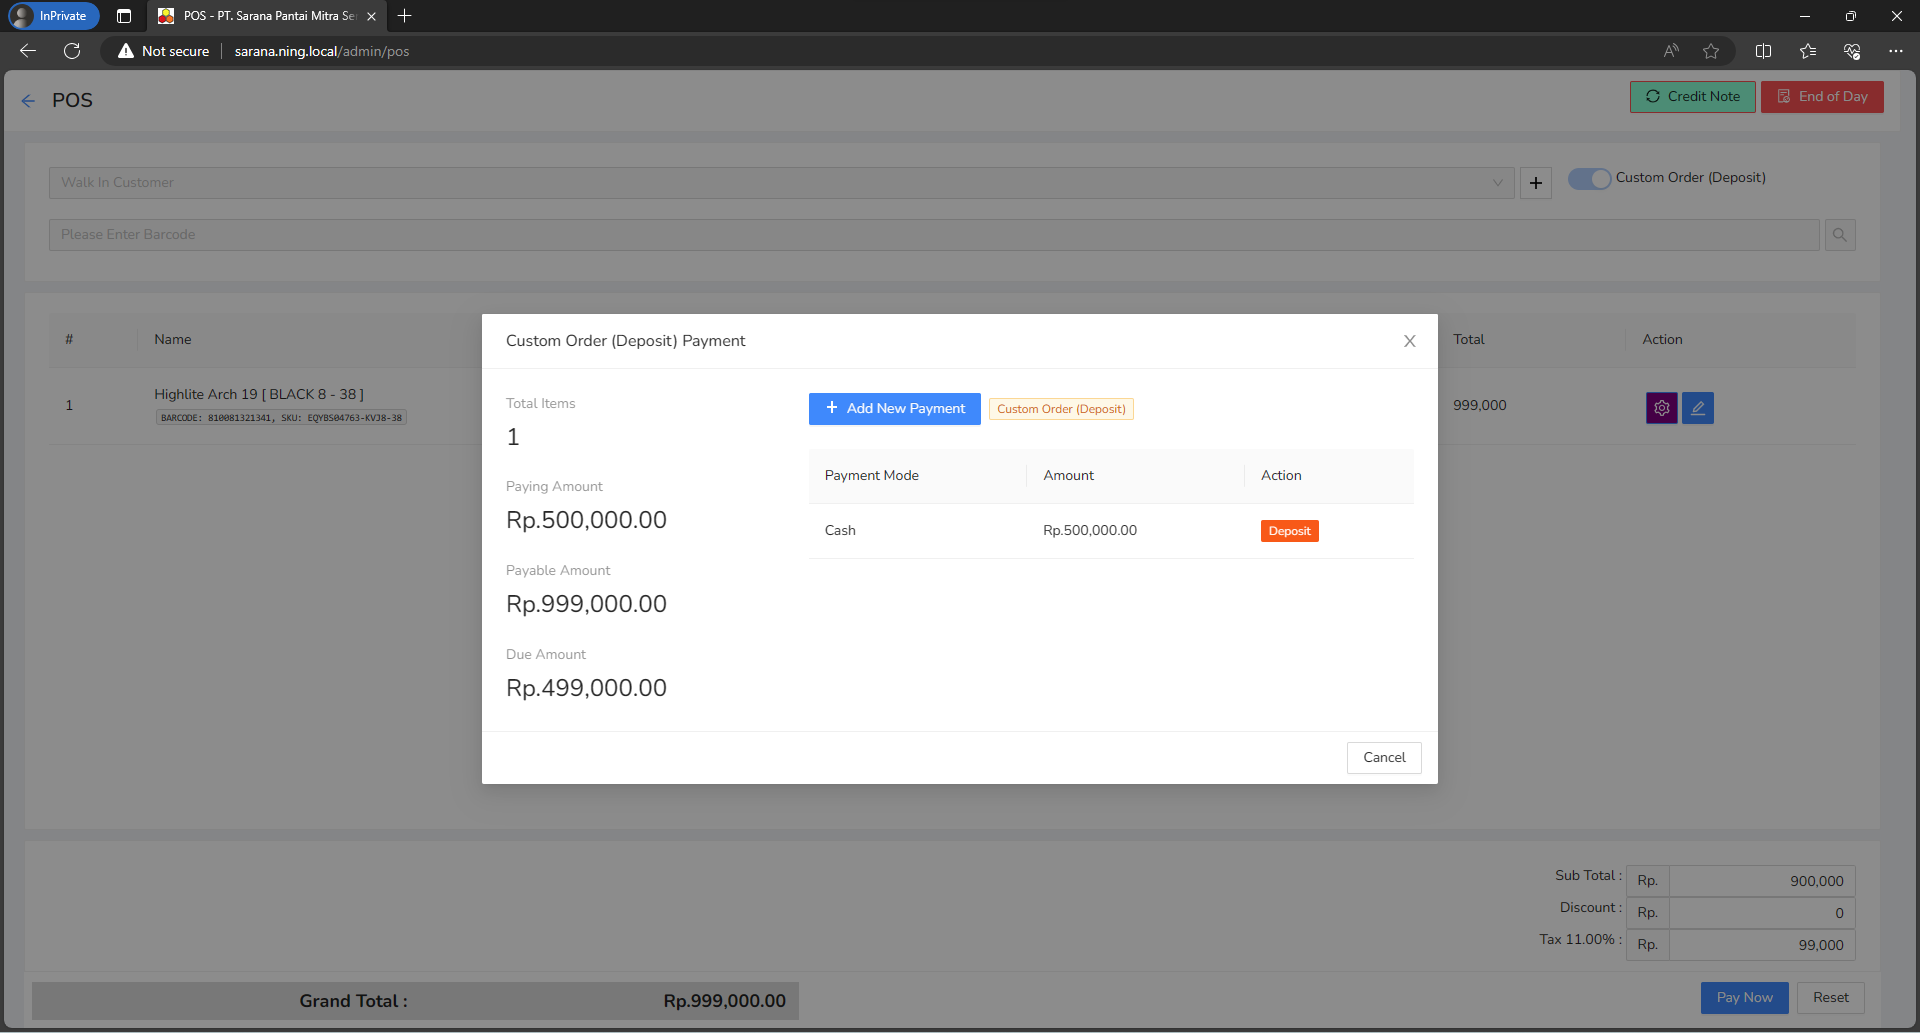 InPrivate
POS - PT. Sarana Pantai Mitra Se
Not secure
sarana.ning.local/admin/pos
POS
Credit Note
End of Day
Walk In Customer
Custom Order (Deposit)
Please Enter Barcode
# Name Total Action
1 Highlite Arch 19 [ BLACK 8 - 38 ] 999,000
BARCODE: 810081321341, SKU: EQYBS04763-KVJ8-38
Custom Order (Deposit) Payment
Total Items
1
Paying Amount
Rp.500,000.00
Payable Amount
Rp.999,000.00
Due Amount
Rp.499,000.00
+ Add New Payment
Custom Order (Deposit)
Payment Mode Amount Action
Cash Rp.500,000.00 Deposit
Cancel
Sub Total : Rp. 900,000
Discount : Rp. 0
Tax 11.00% : Rp. 99,000
Grand Total : Rp.999,000.00
Pay Now
Reset